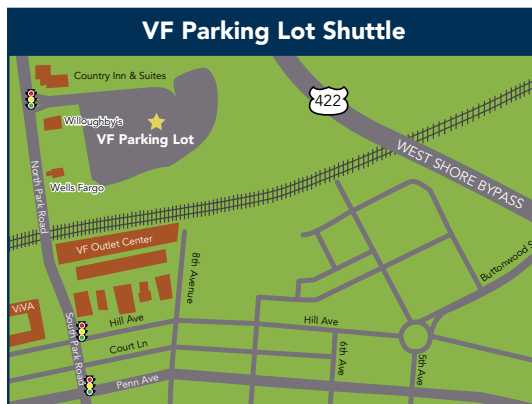 VF Parking Lot Shuttle
Country Inn & Suites
422
Willoughby's
VF Parking Lot
WEST SHORE BYPASS
North Park Road
Wells Fargo
VF Outlet Center
8th Avenue
Buttonwood S
ViVA
South Park Road
Hill Ave
Hill Ave
Court Ln
6th Ave
5th Ave
Penn Ave